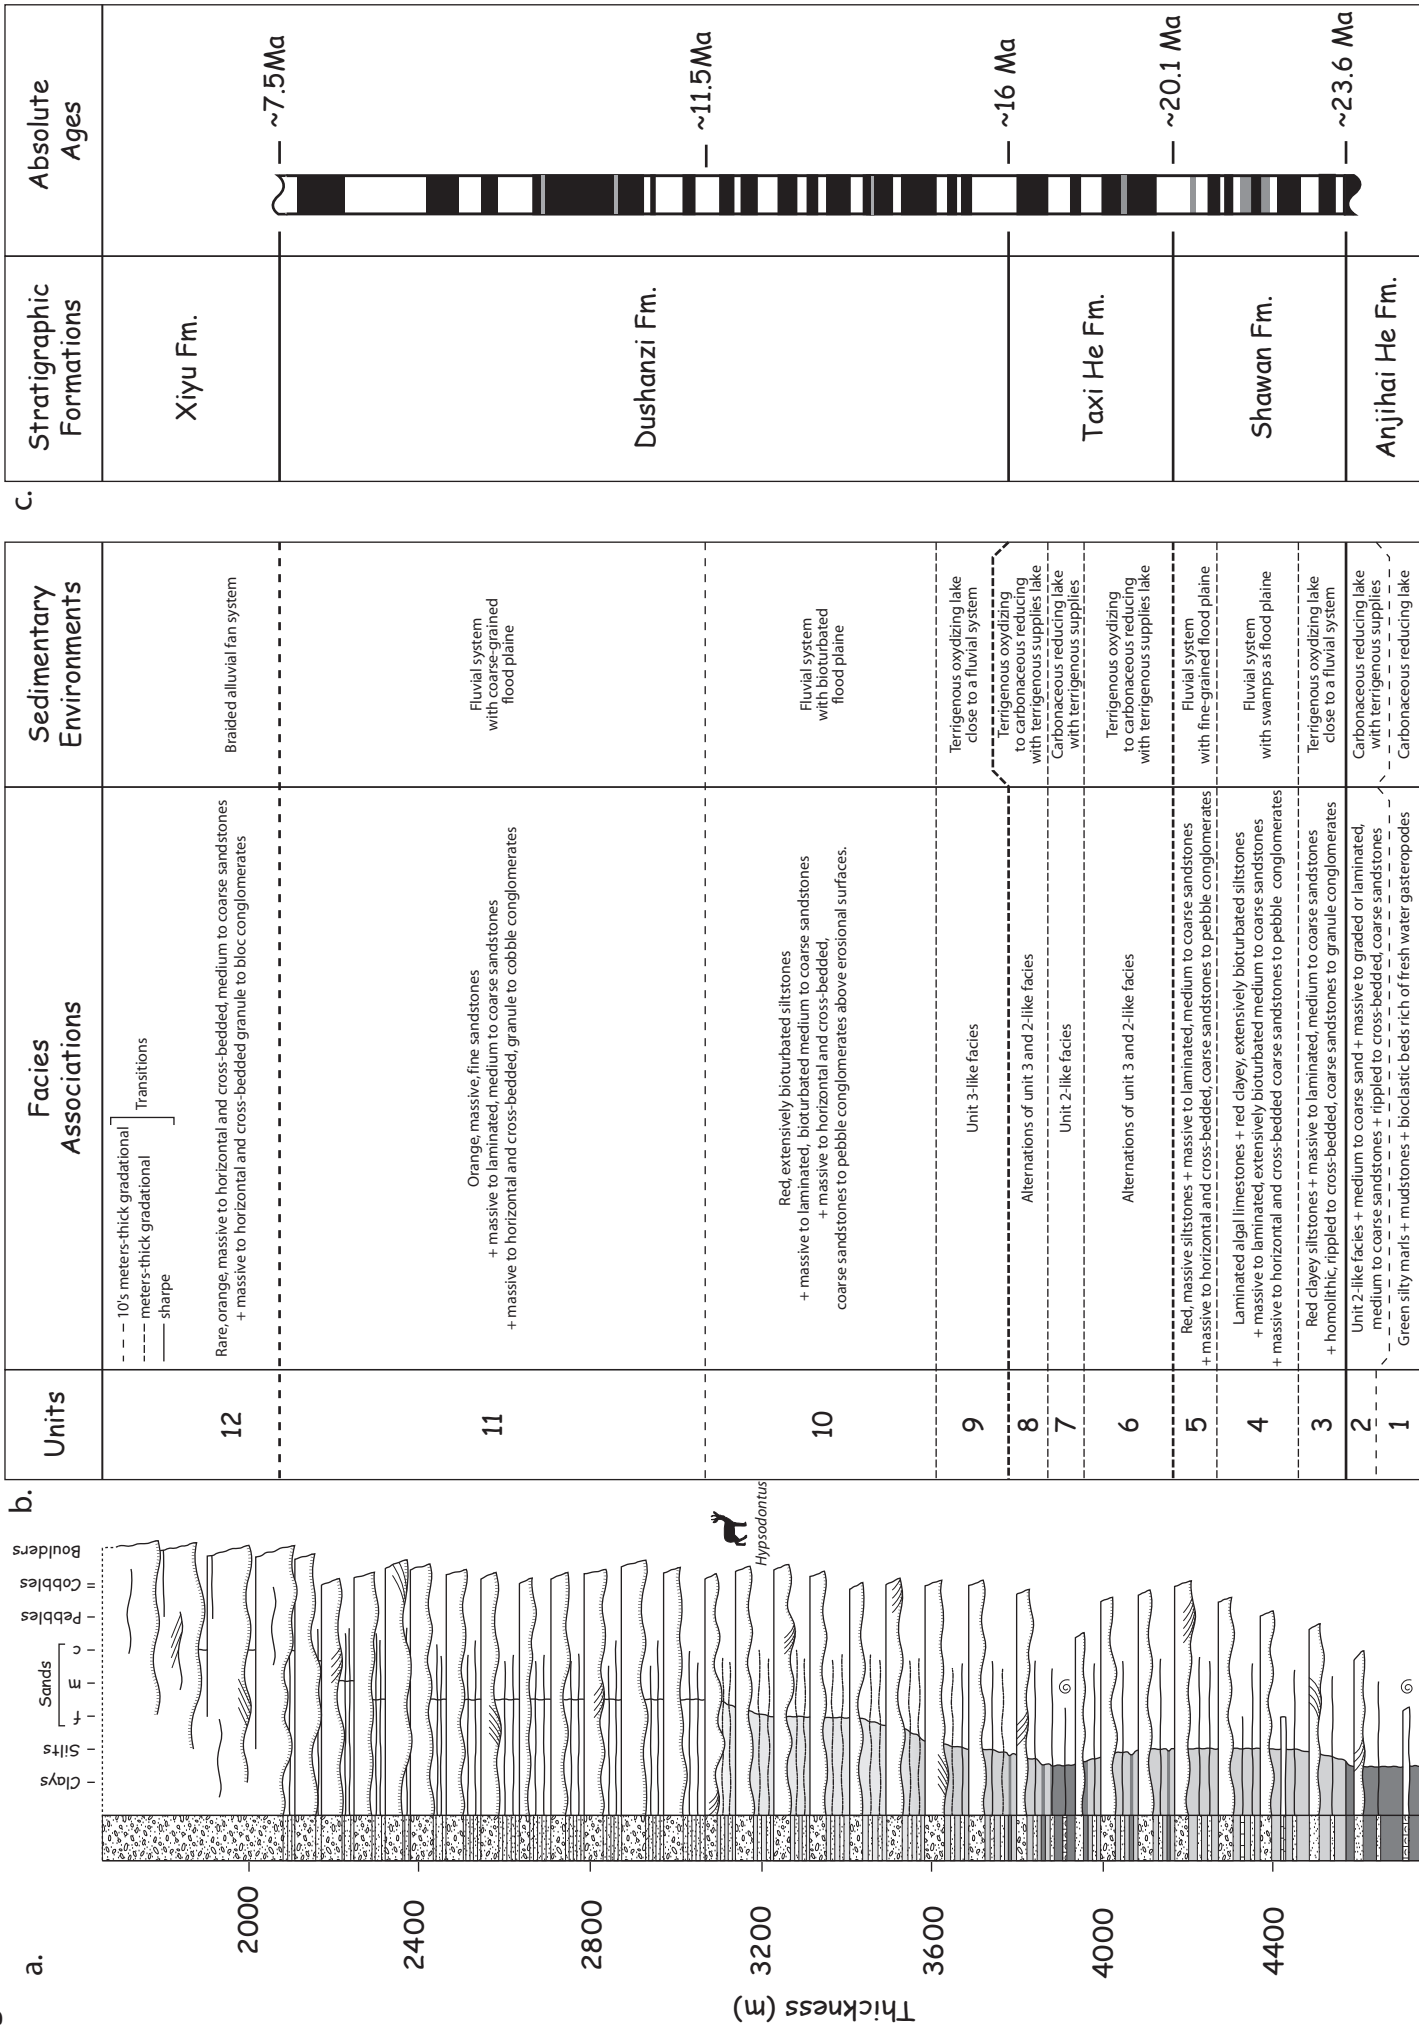 a.
Thickness (m)
2000
2400
2800
3200
3600
4000
4400
Clays
Silts
f
m
c
Sands
Pebbles
Cobbles
Boulders
Hypsodontus
b.
Units
Facies
Associations
Sedimentary
Environments
10's meters-thick gradational
meters-thick gradational
sharpe
Transitions
12
Rare, orange, massive to horizontal and cross-bedded, medium to coarse sandstones
+ massive to horizontal and cross-bedded granule to bloc conglomerates
Braided alluvial fan system
11
Orange, massive, fine sandstones
+ massive to laminated, medium to coarse sandstones
+ massive to horizontal and cross-bedded, granule to cobble conglomerates
Fluvial system
with coarse-grained
flood plaine
10
Red, extensively bioturbated siltstones
+ massive to laminated, bioturbated medium to coarse sandstones
+ massive to horizontal and cross-bedded,
coarse sandstones to pebble conglomerates above erosional surfaces.
Fluvial system
with bioturbated
flood plaine
9
Unit 3-like facies
Terrigenous oxydizing lake
close to a fluvial system
8
Alternations of unit 3 and 2-like facies
Terrigenous oxydizing
to carbonaceous reducing
with terrigenous supplies lake
7
Unit 2-like facies
Carbonaceous reducing lake
with terrigenous supplies
6
Alternations of unit 3 and 2-like facies
Terrigenous oxydizing
to carbonaceous reducing
with terrigenous supplies lake
5
Red, massive siltstones + massive to laminated, medium to coarse sandstones
+ massive to horizontal and cross-bedded, coarse sandstones to pebble conglomerates
Fluvial system
with fine-grained flood plaine
4
Laminated algal limestones + red clayey, extensively bioturbated siltstones
+ massive to laminated, extensively bioturbated medium to coarse sandstones
+ massive to horizontal and cross-bedded coarse sandstones to pebble conglomerates
Fluvial system
with swamps as flood plaine
3
Red clayey siltstones + massive to laminated, medium to coarse sandstones
+ homolithic, rippled to cross-bedded, coarse sandstones to granule conglomerates
Terrigenous oxydizing lake
close to a fluvial system
2
Unit 2-like facies + medium to coarse sand + massive to graded or laminated,
medium to coarse sandstones + rippled to cross-bedded, coarse sandstones
Carbonaceous reducing lake
with terrigenous supplies
1
Green silty marls + mudstones + bioclastic beds rich of fresh water gasteropodes
Carbonaceous reducing lake
c.
Stratigraphic
Formations
Absolute
Ages
Xiyu Fm.
Dushanzi Fm.
Taxi He Fm.
Shawan Fm.
Anjihai He Fm.
~7.5Ma
~11.5Ma
~16 Ma
~20.1 Ma
~23.6 Ma